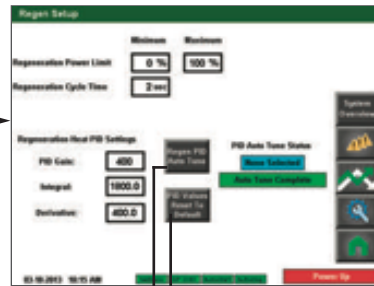 Regen Setup
Minimum Maximum
Regeneration Power Limit 0 % 100 %
Regeneration Cycle Time 2 sec
System Overview
Regeneration Heat PID Settings
Regen PID Auto Tune
PID Auto Tune Status
None Selected
Auto Tune Complete
PID Gain: 400
Integral: 1800.0
Derivative: 400.0
PID Values Reset To Default
03-18-2013 10:15 AM
Power Up